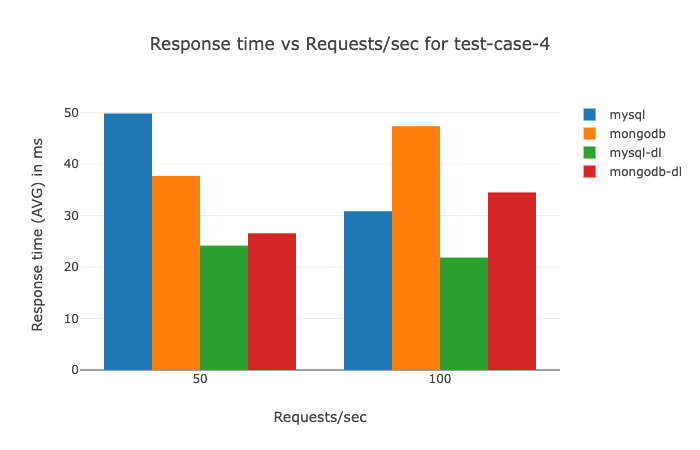 Response time vs Requests/sec for test-case-4
Response time (AVG) in ms
50
40
30
20
10
0
50
100
Requests/sec
mysql
mongodb
mysql-dl
mongodb-dl